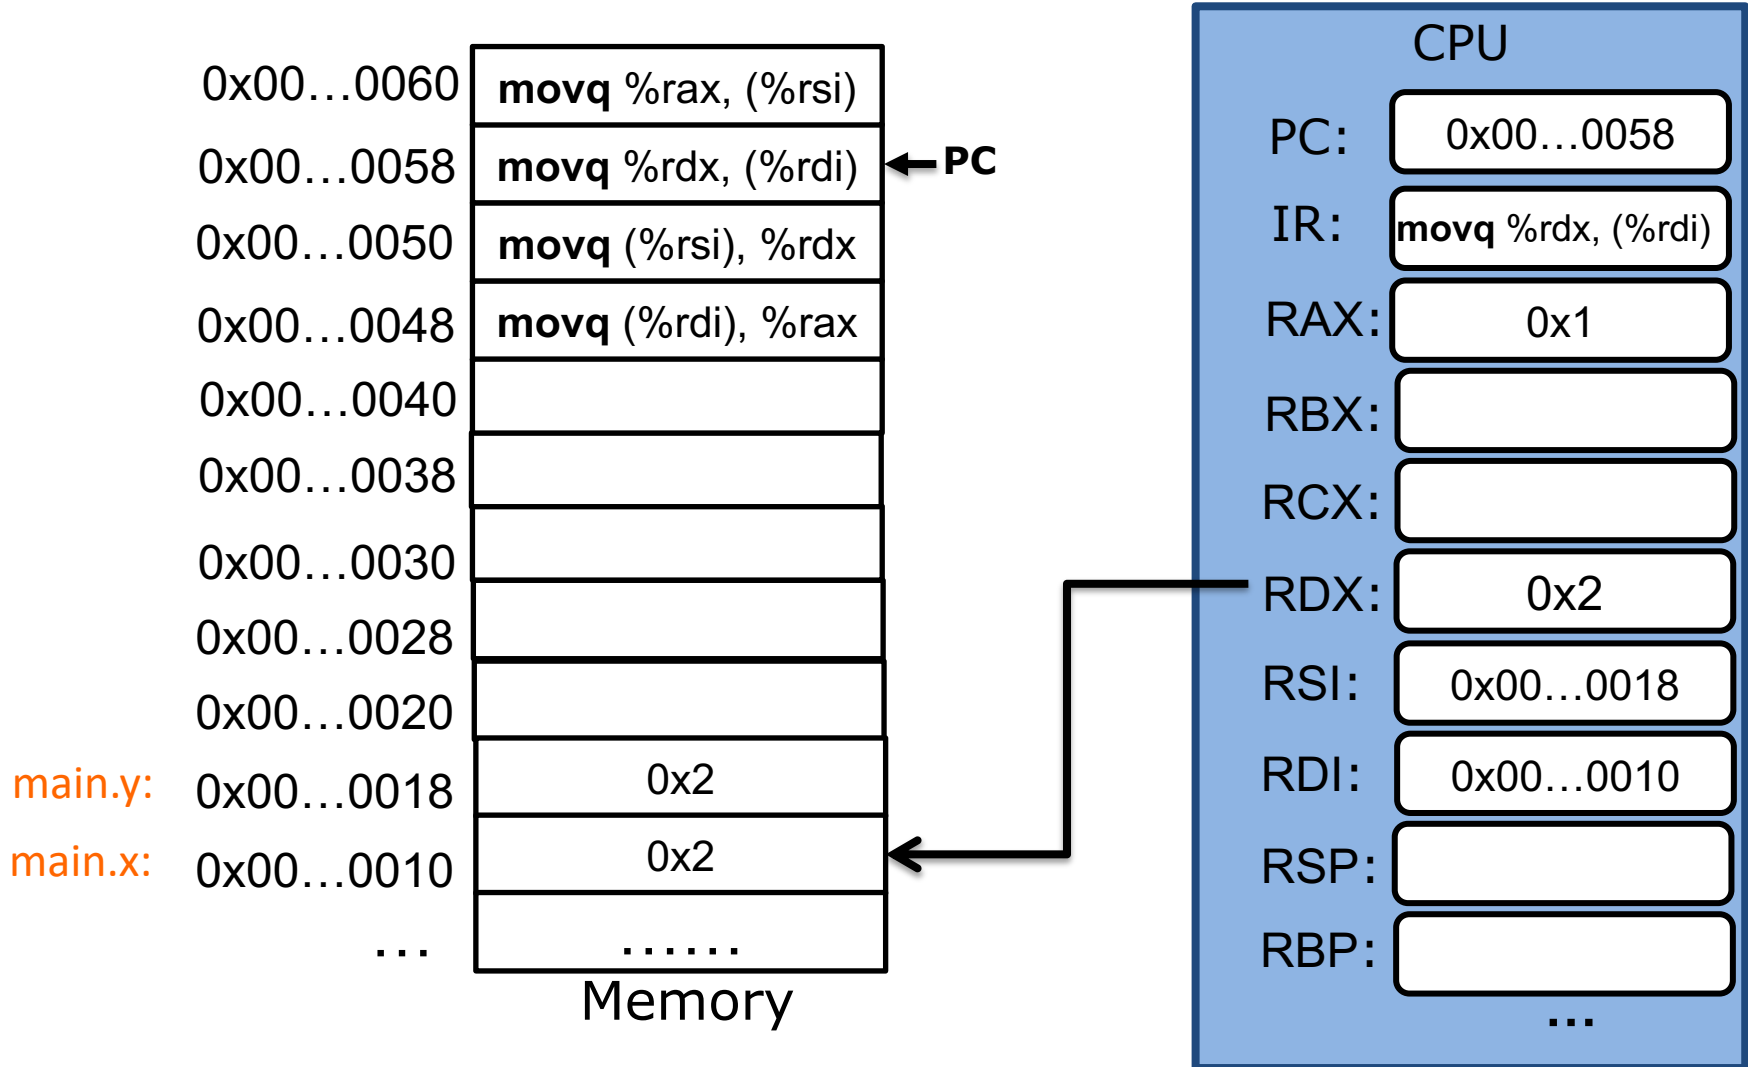 0x00…0060 movq %rax, (%rsi)
0x00…0058 movq %rdx, (%rdi) PC
0x00…0050 movq (%rsi), %rdx
0x00…0048 movq (%rdi), %rax
0x00…0040
0x00…0038
0x00…0030
0x00…0028
0x00…0020
main.y: 0x00…0018 0x2
main.x: 0x00…0010 0x2
… ……
Memory
CPU
PC: 0x00…0058
IR: movq %rdx, (%rdi)
RAX: 0x1
RBX:
RCX:
RDX: 0x2
RSI: 0x00…0018
RDI: 0x00…0010
RSP:
RBP:
…